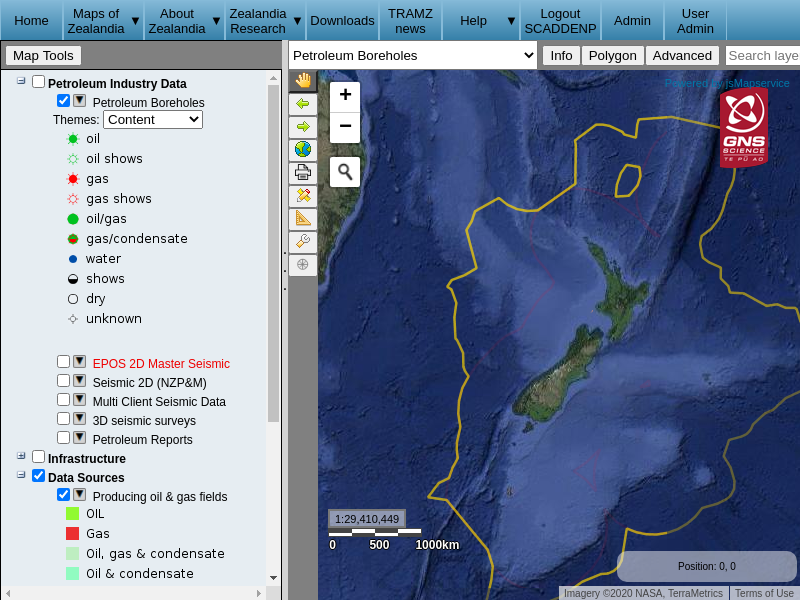 Home
Maps of
Zealandia ▼
About
Zealandia ▼
Zealandia
Research ▼
Downloads
TRAMZ
news
Help ▼
Logout
SCADDENP
Admin
User
Admin
Map Tools
Petroleum Boreholes
Info
Polygon
Advanced
Search laye
Petroleum Industry Data
Petroleum Boreholes
Themes: Content
oil
oil shows
gas
gas shows
oil/gas
gas/condensate
water
shows
dry
unknown
EPOS 2D Master Seismic
Seismic 2D (NZP&M)
Multi Client Seismic Data
3D seismic surveys
Petroleum Reports
Infrastructure
Data Sources
Producing oil & gas fields
OIL
Gas
Oil, gas & condensate
Oil & condensate
+
−
Powered by jsMapservice
GNS
SCIENCE
TE PŪ AO
1:29,410,449
0 500 1000km
Position: 0, 0
Imagery ©2020 NASA, TerraMetrics
Terms of Use